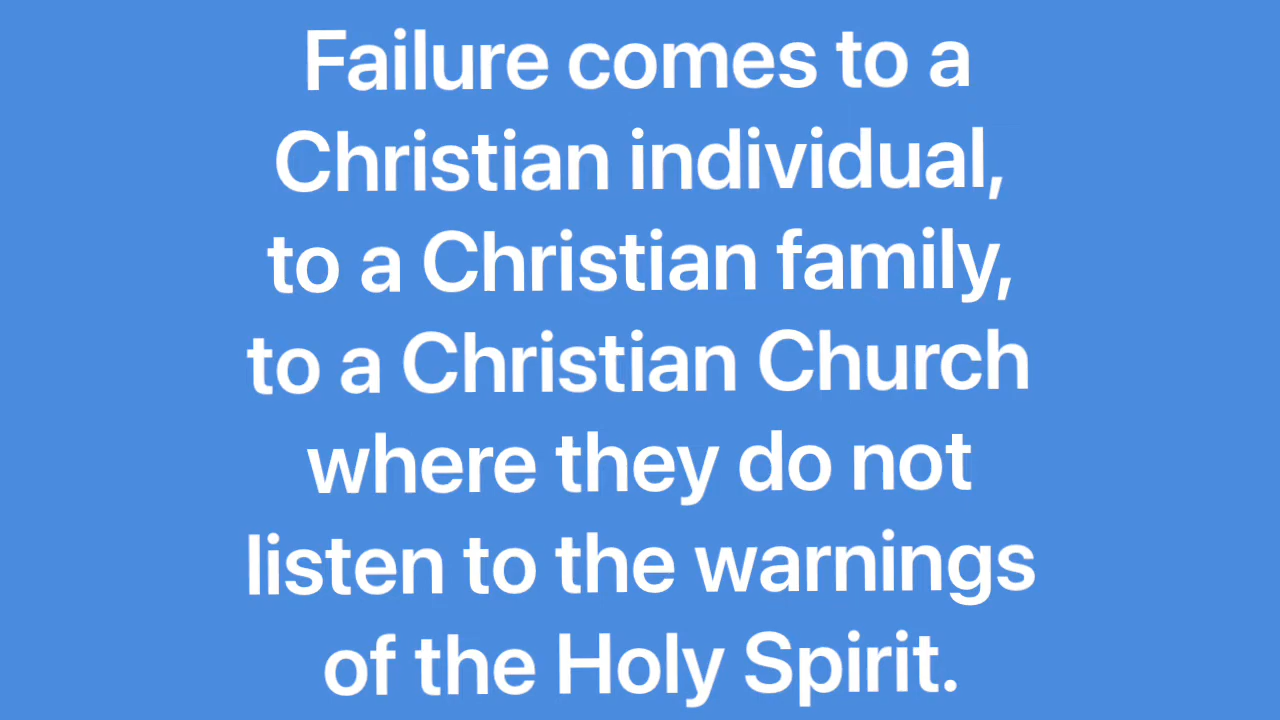 Failure comes to a
Christian individual,
to a Christian family,
to a Christian Church
where they do not
listen to the warnings
of the Holy Spirit.